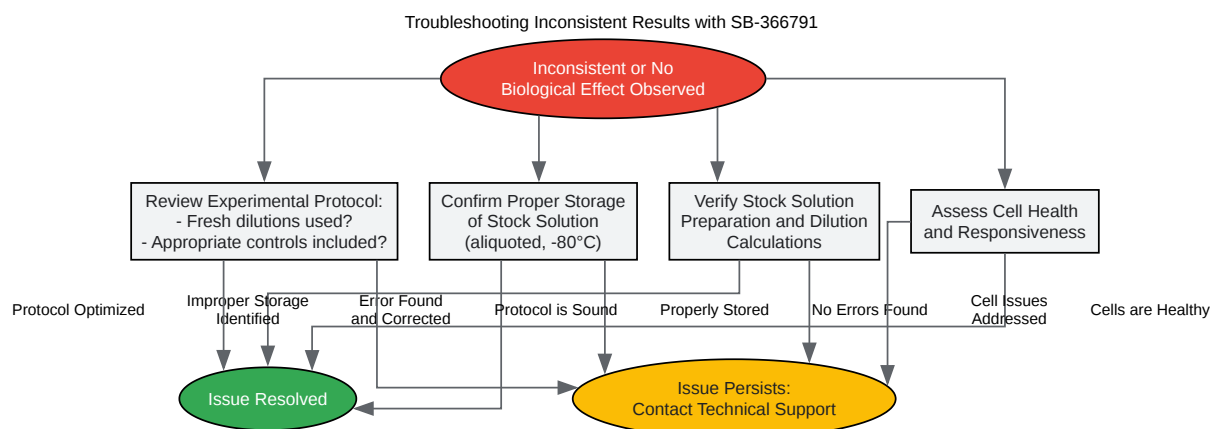 Troubleshooting Inconsistent Results with SB-366791
Inconsistent or No
Biological Effect Observed
Review Experimental Protocol:
- Fresh dilutions used?
- Appropriate controls included?
Confirm Proper Storage
of Stock Solution
(aliquoted, -80°C)
Verify Stock Solution
Preparation and Dilution
Calculations
Assess Cell Health
and Responsiveness
Protocol Optimized
Improper Storage
Identified
Error Found
and Corrected
Protocol is Sound
Properly Stored
No Errors Found
Cell Issues
Addressed
Cells are Healthy
Issue Resolved
Issue Persists:
Contact Technical Support